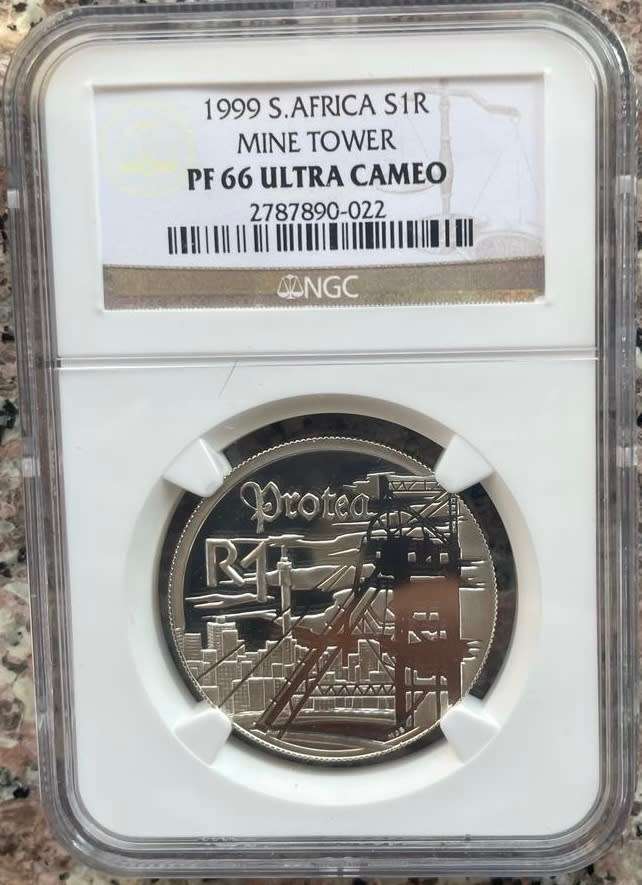 1999 S.AFRICA S1R
MINE TOWER
PF 66 ULTRA CAMEO
2787890-022
NGC
Protea
R1